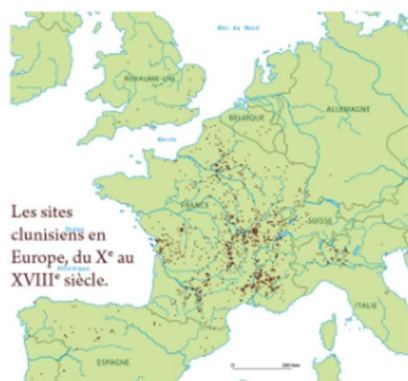 Mer du Nord
ROYAUME-UNI
ALLEMAGNE
BELGIQUE
Manche
FRANCE
SUISSE
Les sites
clunisiens en
Europe, du Xᵉ au
XVIIIᵉ siècle.
Atlantique
ITALIE
ESPAGNE